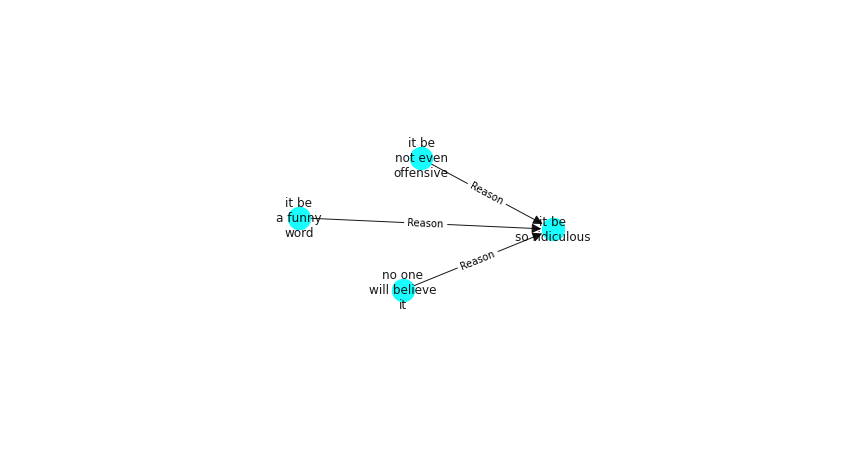 it be
not even
offensive
Reason
it be
a funny
word
Reason
it be
so ridiculous
Reason
no one
will believe
it